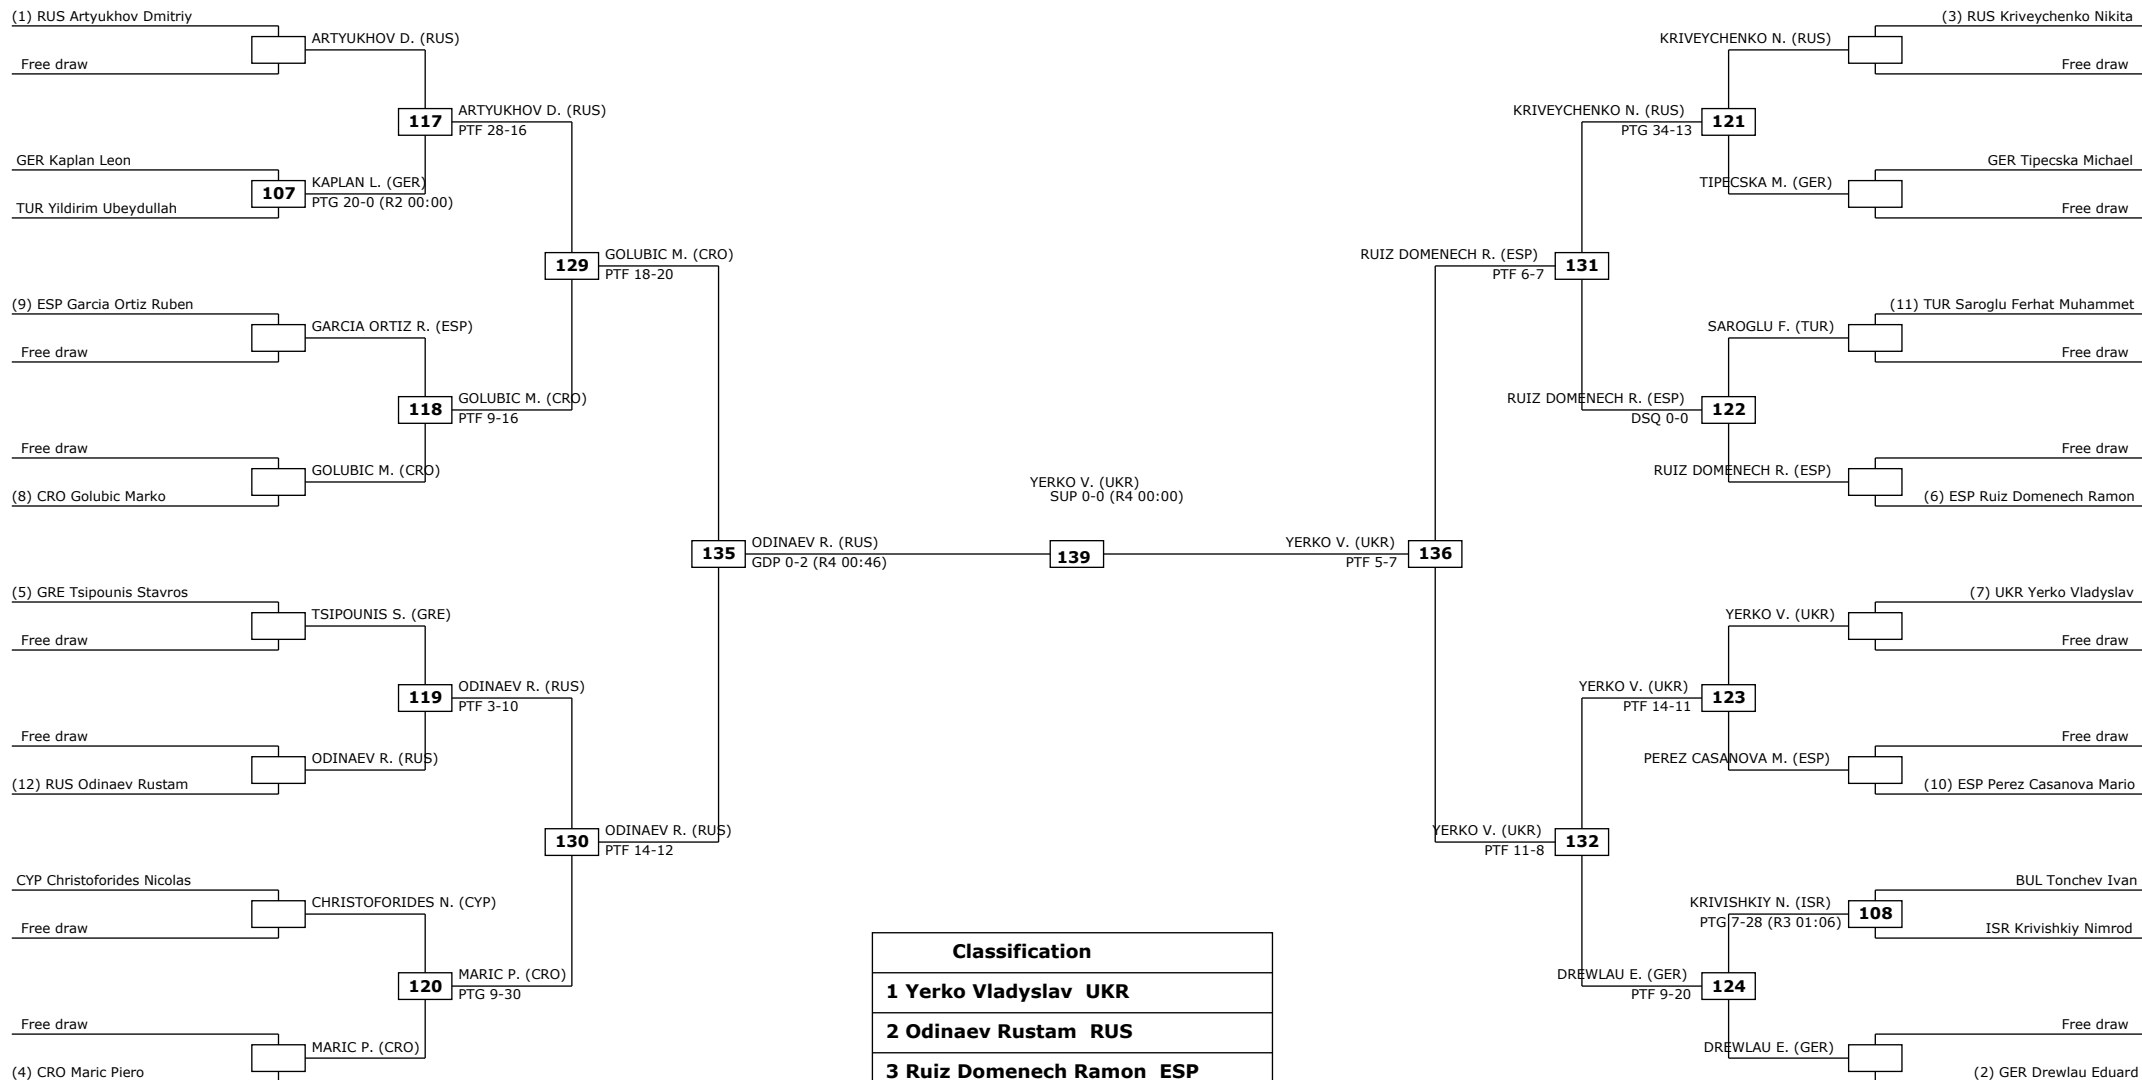 (1) RUS Artyukhov Dmitriy
ARTYUKHOV D. (RUS)
Free draw
ARTYUKHOV D. (RUS)
117
PTF 28-16
GER Kaplan Leon
KAPLAN L. (GER)
107
PTG 20-0 (R2 00:00)
TUR Yildirim Ubeydullah
GOLUBIC M. (CRO)
129
PTF 18-20
(9) ESP Garcia Ortiz Ruben
GARCIA ORTIZ R. (ESP)
Free draw
GOLUBIC M. (CRO)
118
PTF 9-16
Free draw
GOLUBIC M. (CRO)
(8) CRO Golubic Marko
ODINAEV R. (RUS)
135
GDP 0-2 (R4 00:46)
(5) GRE Tsipounis Stavros
TSIPOUNIS S. (GRE)
Free draw
ODINAEV R. (RUS)
119
PTF 3-10
Free draw
ODINAEV R. (RUS)
(12) RUS Odinaev Rustam
ODINAEV R. (RUS)
130
PTF 14-12
CYP Christoforides Nicolas
CHRISTOFORIDES N. (CYP)
Free draw
MARIC P. (CRO)
120
PTG 9-30
Free draw
MARIC P. (CRO)
(4) CRO Maric Piero
YERKO V. (UKR)
SUP 0-0 (R4 00:00)
139
(3) RUS Kriveychenko Nikita
KRIVEYCHENKO N. (RUS)
Free draw
KRIVEYCHENKO N. (RUS)
121
PTG 34-13
GER Tipecska Michael
TIPECSKA M. (GER)
Free draw
RUIZ DOMENECH R. (ESP)
131
PTF 6-7
(11) TUR Saroglu Ferhat Muhammet
SAROGLU F. (TUR)
Free draw
RUIZ DOMENECH R. (ESP)
122
DSQ 0-0
Free draw
RUIZ DOMENECH R. (ESP)
(6) ESP Ruiz Domenech Ramon
YERKO V. (UKR)
136
PTF 5-7
(7) UKR Yerko Vladyslav
YERKO V. (UKR)
Free draw
YERKO V. (UKR)
123
PTF 14-11
Free draw
PEREZ CASANOVA M. (ESP)
(10) ESP Perez Casanova Mario
YERKO V. (UKR)
132
PTF 11-8
BUL Tonchev Ivan
KRIVISHKIY N. (ISR)
108
PTG 7-28 (R3 01:06)
ISR Krivishkiy Nimrod
DREWLAU E. (GER)
124
PTF 9-20
Free draw
DREWLAU E. (GER)
(2) GER Drewlau Eduard
Classification
1 Yerko Vladyslav UKR
2 Odinaev Rustam RUS
3 Ruiz Domenech Ramon ESP